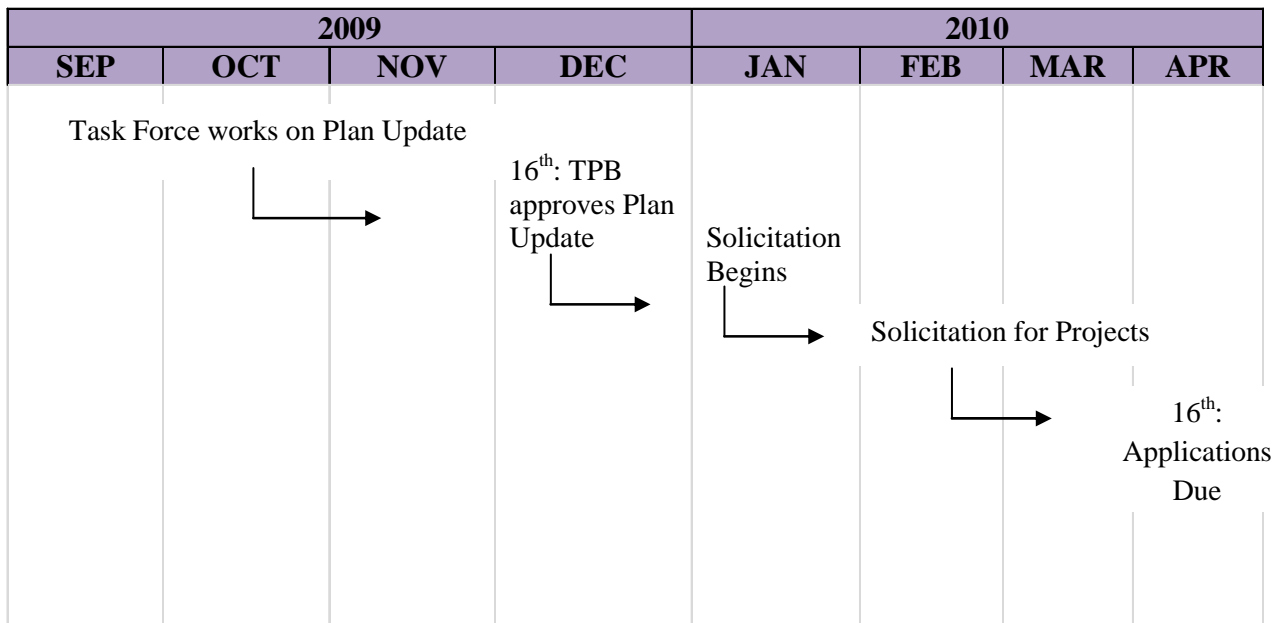 2009 2010
SEP OCT NOV DEC JAN FEB MAR APR
Task Force works on Plan Update
16th: TPB
approves Plan
Update
Solicitation
Begins
Solicitation for Projects
16th:
Applications
Due